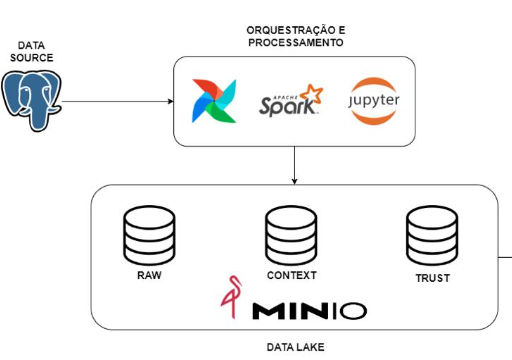 ORQUESTRAÇÃO E
PROCESSAMENTO
DATA
SOURCE
APACHE
Spark
jupyter
RAW
CONTEXT
TRUST
MINIO
DATA LAKE